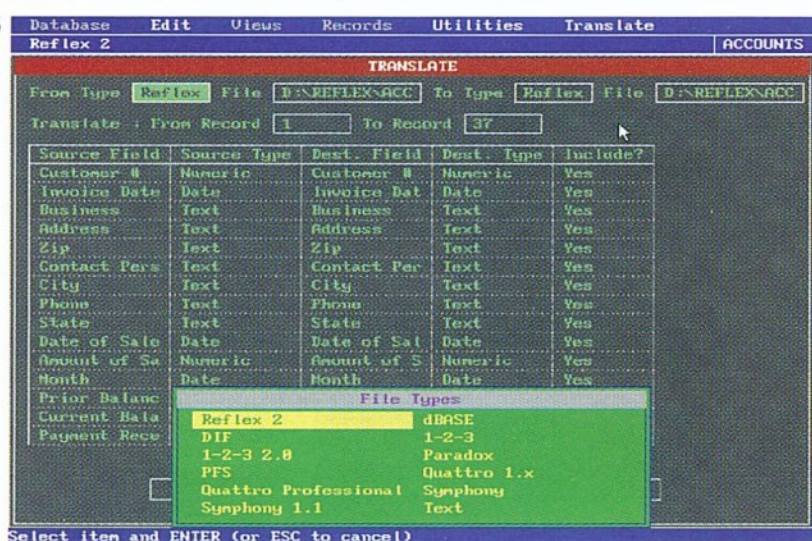 Database Edit Views Records Utilities Translate
Reflex 2 ACCOUNTS
TRANSLATE
From Type Reflex File D:\REFLEX\ACC To Type Reflex File D:\REFLEX\ACC
Translate : From Record 1 To Record 37
Source Field Source Type Dest. Field Dest. Type Include?
Customer # Numeric Customer # Numeric Yes
Invoice Date Date Invoice Dat Date Yes
Business Text Business Text Yes
Address Text Address Text Yes
Zip Text Zip Text Yes
Contact Pers Text Contact Per Text Yes
City Text City Text Yes
Phone Text Phone Text Yes
State Text State Text Yes
Date of Sale Date Date of Sal Date Yes
Amount of Sa Numeric Amount of S Numeric Yes
Month Date Month Date Yes
Prior Balanc
Current Bala
Payment Rece
File Types
Reflex 2 dBASE
DIF 1-2-3
1-2-3 2.0 Paradox
PFS Quattro 1.x
Quattro Professional Symphony
Symphony 1.1 Text
Select item and ENTER (or ESC to cancel)